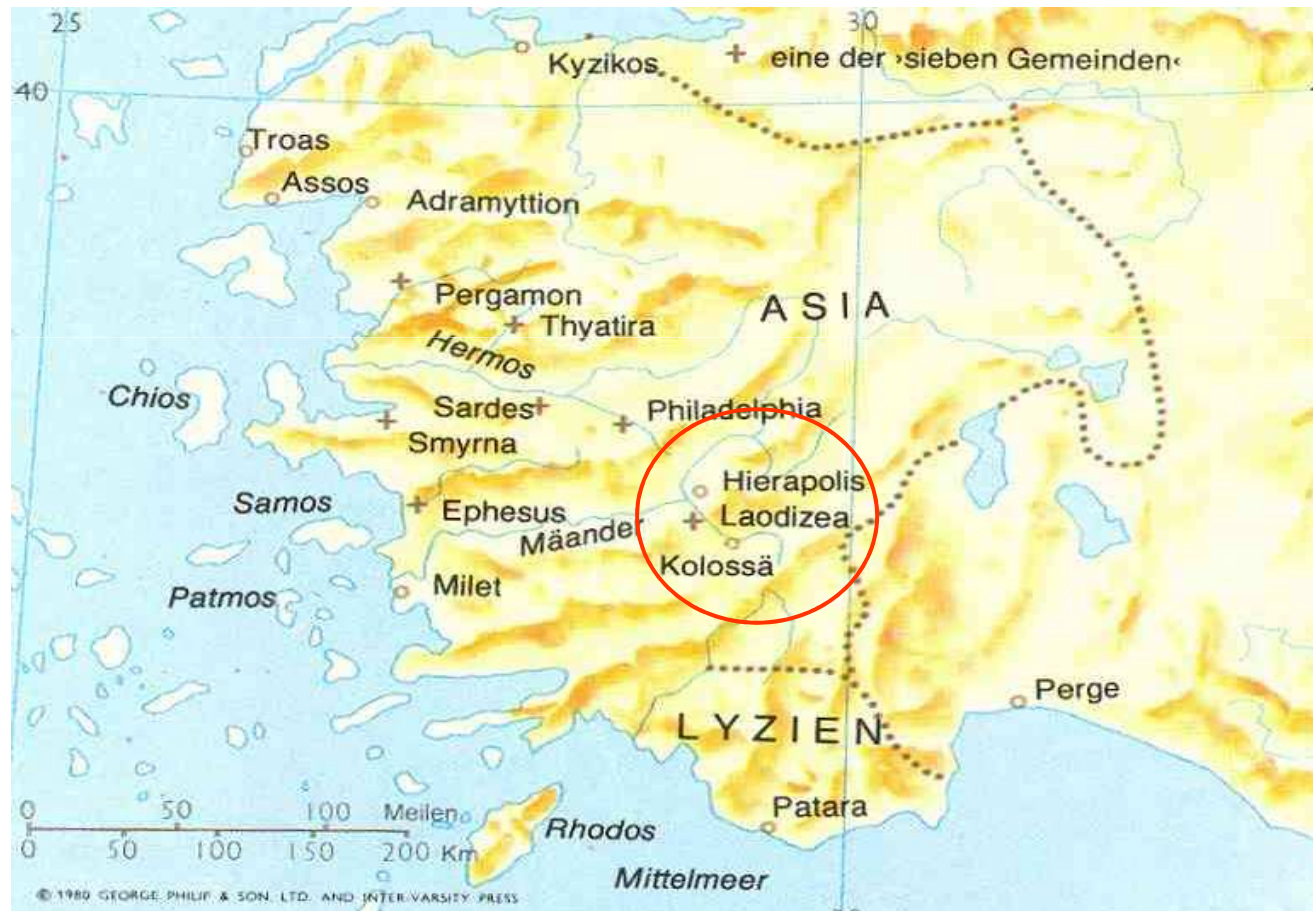 25
30
Kyzikos
eine der ›sieben Gemeinden‹
40
Troas
Assos
Adramyttion
Pergamon
ASIA
Thyatira
Hermos
Chios
Sardes
Philadelphia
Smyrna
Hierapolis
Samos
Ephesus
Laodizea
Mäander
Kolossä
Patmos
Milet
Perge
LYZIEN
Patara
0 50 100 Meilen
0 50 100 150 200 Km
Rhodos
Mittelmeer
© 1980 GEORGE PHILIP & SON LTD. AND INTER-VARSITY PRESS